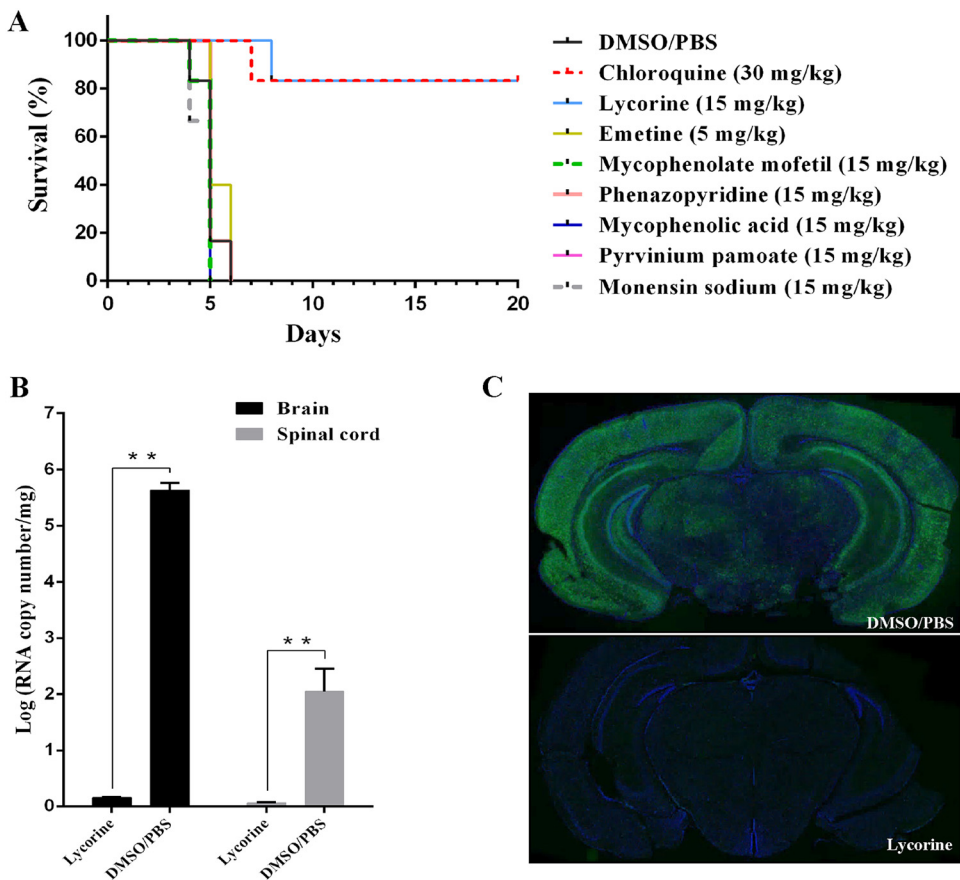 A
Survival (%)
100
80
60
40
20
0
0
5
10
15
20
Days
DMSO/PBS
Chloroquine (30 mg/kg)
Lycorine (15 mg/kg)
Emetine (5 mg/kg)
Mycophenolate mofetil (15 mg/kg)
Phenazopyridine (15 mg/kg)
Mycophenolic acid (15 mg/kg)
Pyrvinium pamoate (15 mg/kg)
Monensin sodium (15 mg/kg)
B
Log (RNA copy number/mg)
7
6
5
4
3
2
1
0
Brain
Spinal cord
* *
* *
Lycorine
DMSO/PBS
Lycorine
DMSO/PBS
C
DMSO/PBS
Lycorine